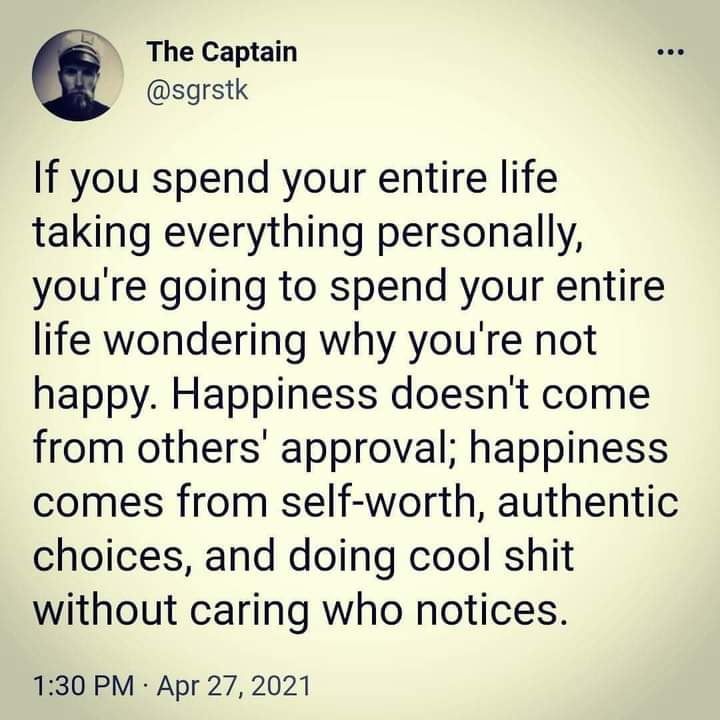 The Captain
@sgrstk
If you spend your entire life
taking everything personally,
you're going to spend your entire
life wondering why you're not
happy. Happiness doesn't come
from others' approval; happiness
comes from self-worth, authentic
choices, and doing cool shit
without caring who notices.
1:30 PM · Apr 27, 2021